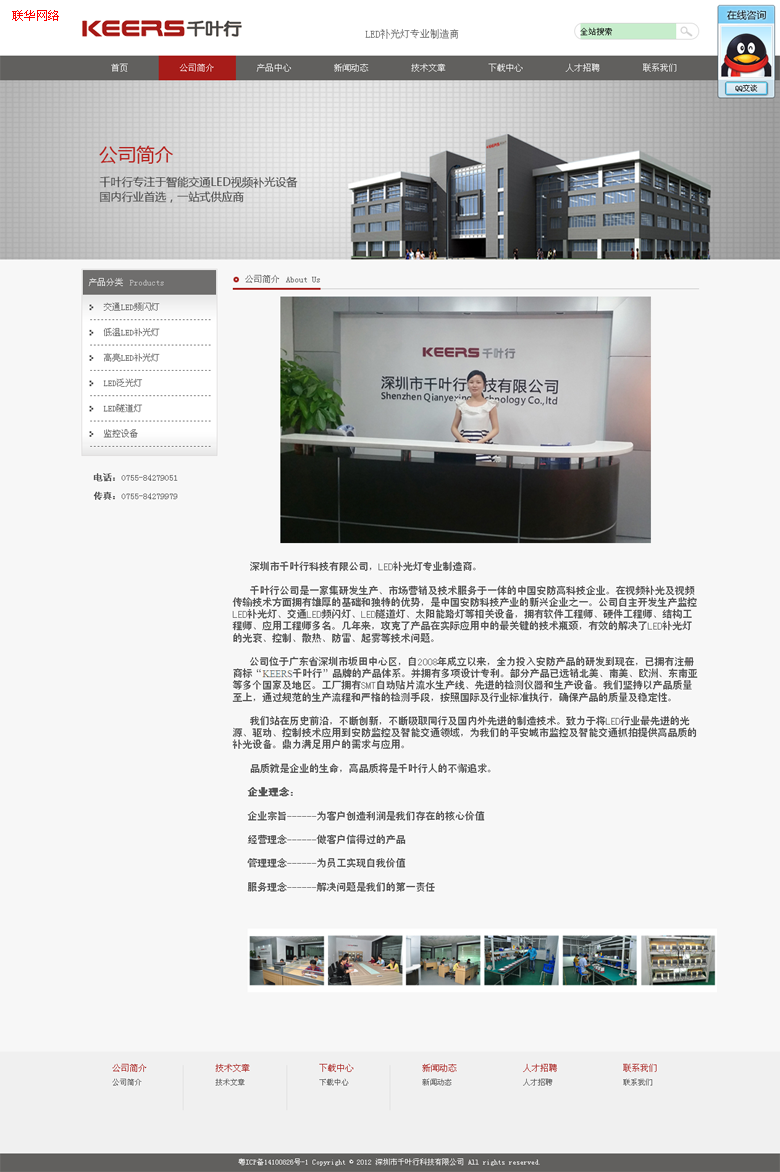 联华网络
KEERS千叶行
LED补光灯专业制造商
全站搜索
在线咨询
QQ交谈
首页 公司简介 产品中心 新闻动态 技术文章 下载中心 人才招聘 联系我们
公司简介
千叶行专注于智能交通LED视频补光设备
国内行业首选，一站式供应商
KEERS
产品分类 Products
交通LED频闪灯
低温LED补光灯
高亮LED补光灯
LED泛光灯
LED隧道灯
监控设备
电话：0755-84279051
传真：0755-84279979
公司简介 About Us
KEERS千叶行
深圳市千叶行科技有限公司
Shenzhen Qianyexing Technology Co.,ltd
深圳市千叶行科技有限公司，LED补光灯专业制造商。
千叶行公司是一家集研发生产、市场营销及技术服务于一体的中国安防高科技企业。在视频补光及视频
传输技术方面拥有雄厚的基础和独特的优势，是中国安防科技产业的新兴企业之一。公司自主开发生产监控
LED补光灯、交通LED频闪灯、LED隧道灯、太阳能路灯等相关设备，拥有软件工程师、硬件工程师、结构工
程师、应用工程师多名。几年来，攻克了产品在实际应用中的最关键的技术瓶颈，有效的解决了LED补光灯
的光衰、控制、散热、防雷、起雾等技术问题。
公司位于广东省深圳市坂田中心区，自2008年成立以来，全力投入安防产品的研发到现在，已拥有注册
商标“KEERS千叶行”品牌的产品体系。并拥有多项设计专利。部分产品已远销北美、南美、欧洲、东南亚
等多个国家及地区。工厂拥有SMT自动贴片流水生产线、先进的检测仪器和生产设备。我们坚持以产品质量
至上，通过规范的生产流程和严格的检测手段，按照国际及行业标准执行，确保产品的质量及稳定性。
我们站在历史前沿，不断创新，不断吸取同行及国内外先进的制造技术。致力于将LED行业最先进的光
源、驱动、控制技术应用到安防监控及智能交通领域，为我们的平安城市监控及智能交通抓拍提供高品质的
补光设备。鼎力满足用户的需求与应用。
品质就是企业的生命，高品质将是千叶行人的不懈追求。
企业理念：
企业宗旨------为客户创造利润是我们存在的核心价值
经营理念------做客户信得过的产品
管理理念------为员工实现自我价值
服务理念------解决问题是我们的第一责任
公司简介 技术文章 下载中心 新闻动态 人才招聘 联系我们
公司简介 技术文章 下载中心 新闻动态 人才招聘 联系我们
粤ICP备14100826号-1 Copyright © 2012 深圳市千叶行科技有限公司 All rights reserved.